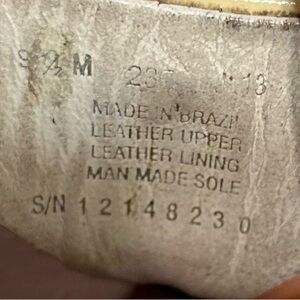 9½ M
MADE IN BRAZIL
LEATHER UPPER
LEATHER LINING
MAN MADE SOLE
S/N 12148230